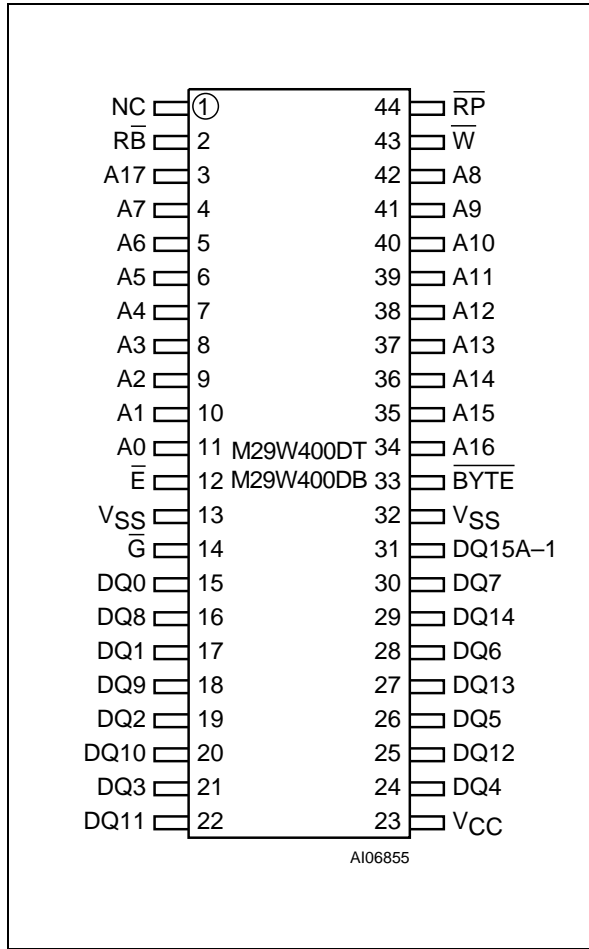 NC 1 44 R̅P̅
RB̅ 2 43 W̅
A17 3 42 A8
A7 4 41 A9
A6 5 40 A10
A5 6 39 A11
A4 7 38 A12
A3 8 37 A13
A2 9 36 A14
A1 10 35 A15
A0 11 M29W400DT 34 A16
E̅ 12 M29W400DB 33 B̅Y̅T̅E̅
VSS 13 32 VSS
G̅ 14 31 DQ15A–1
DQ0 15 30 DQ7
DQ8 16 29 DQ14
DQ1 17 28 DQ6
DQ9 18 27 DQ13
DQ2 19 26 DQ5
DQ10 20 25 DQ12
DQ3 21 24 DQ4
DQ11 22 23 VCC
AI06855